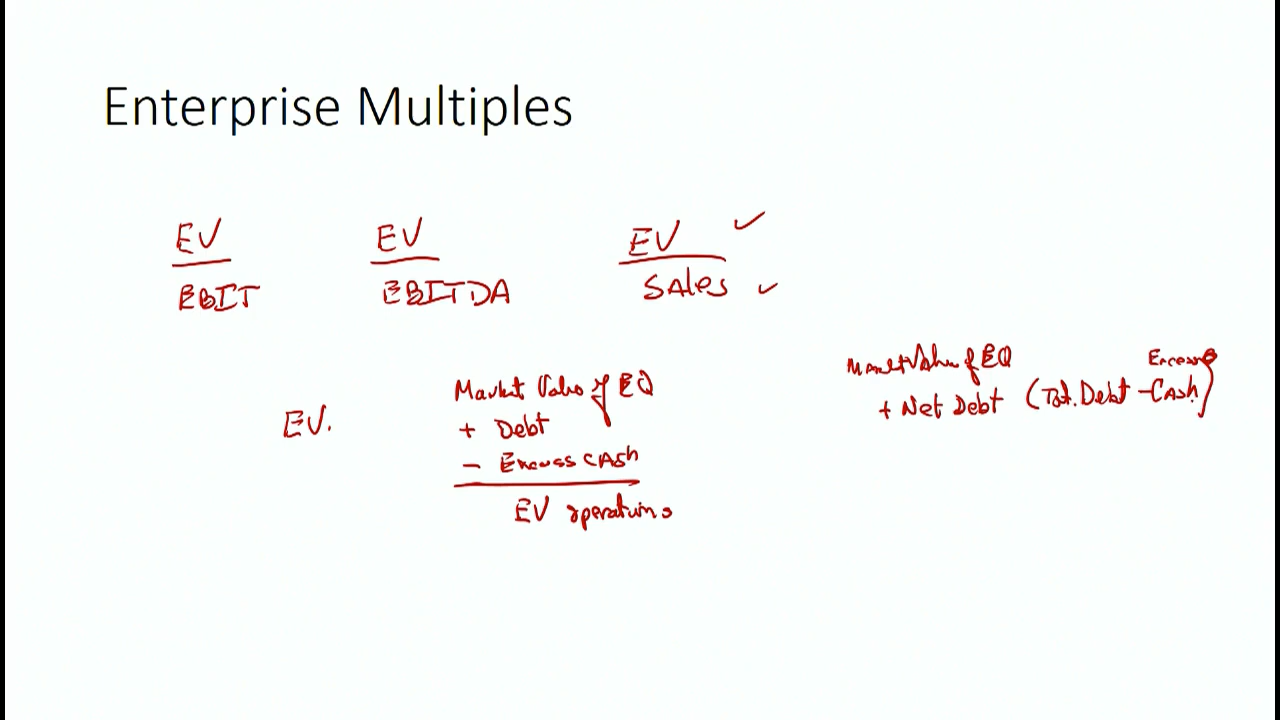 Enterprise Multiples
EV
EBIT
EV
EBITDA
EV ✓
SALes ✓
EV.
Market Value of EQ
+ Debt
- Excess CASh
EV operations
Market Value of EQ
+ Net Debt (Tot. Debt - Excess CASh)